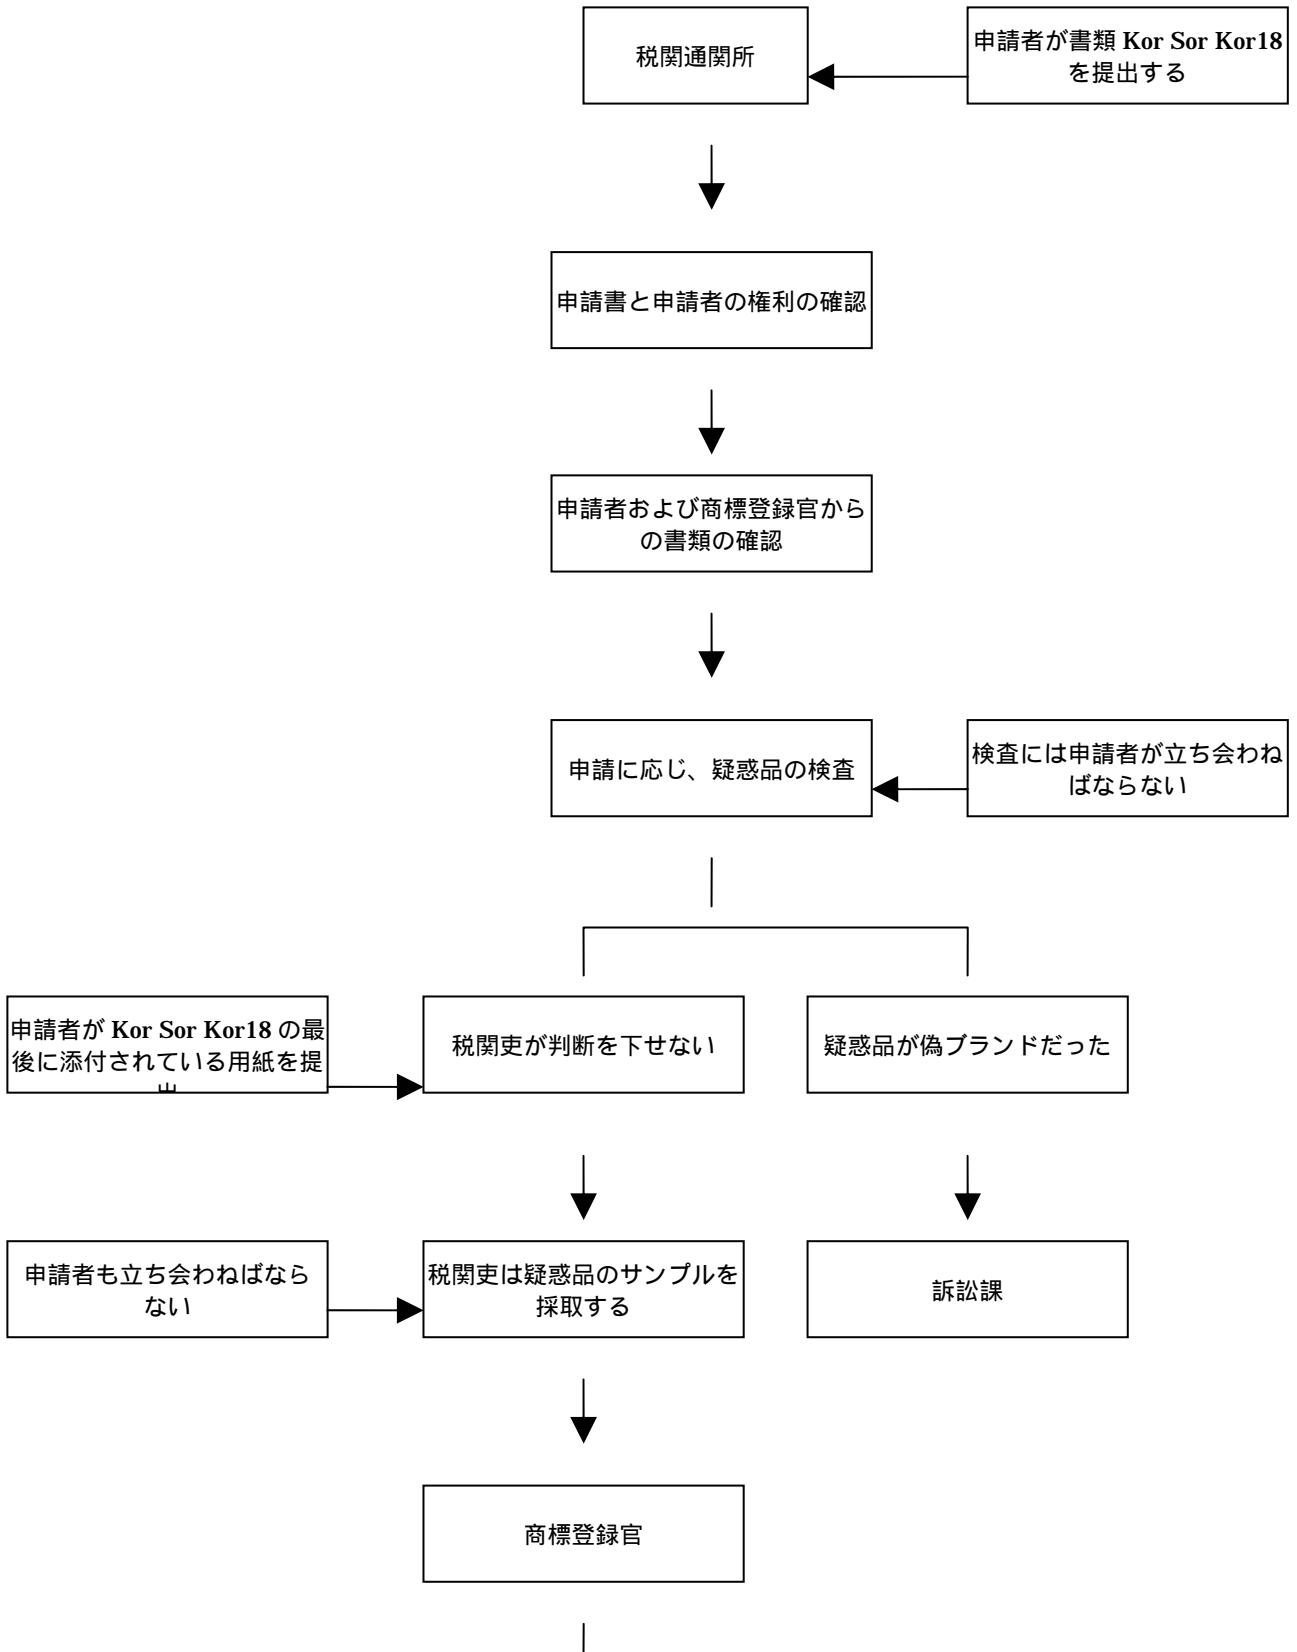 税関通関所
申請者が書類 Kor Sor Kor18
を提出する
申請書と申請者の権利の確認
申請者および商標登録官から
の書類の確認
申請に応じ、疑惑品の検査
検査には申請者が立ち会わね
ばならない
申請者が Kor Sor Kor18 の最
後に添付されている用紙を提
税関吏が判断を下せない
疑惑品が偽ブランドだった
申請者も立ち会わねばなら
ない
税関吏は疑惑品のサンプルを
採取する
訴訟課
商標登録官